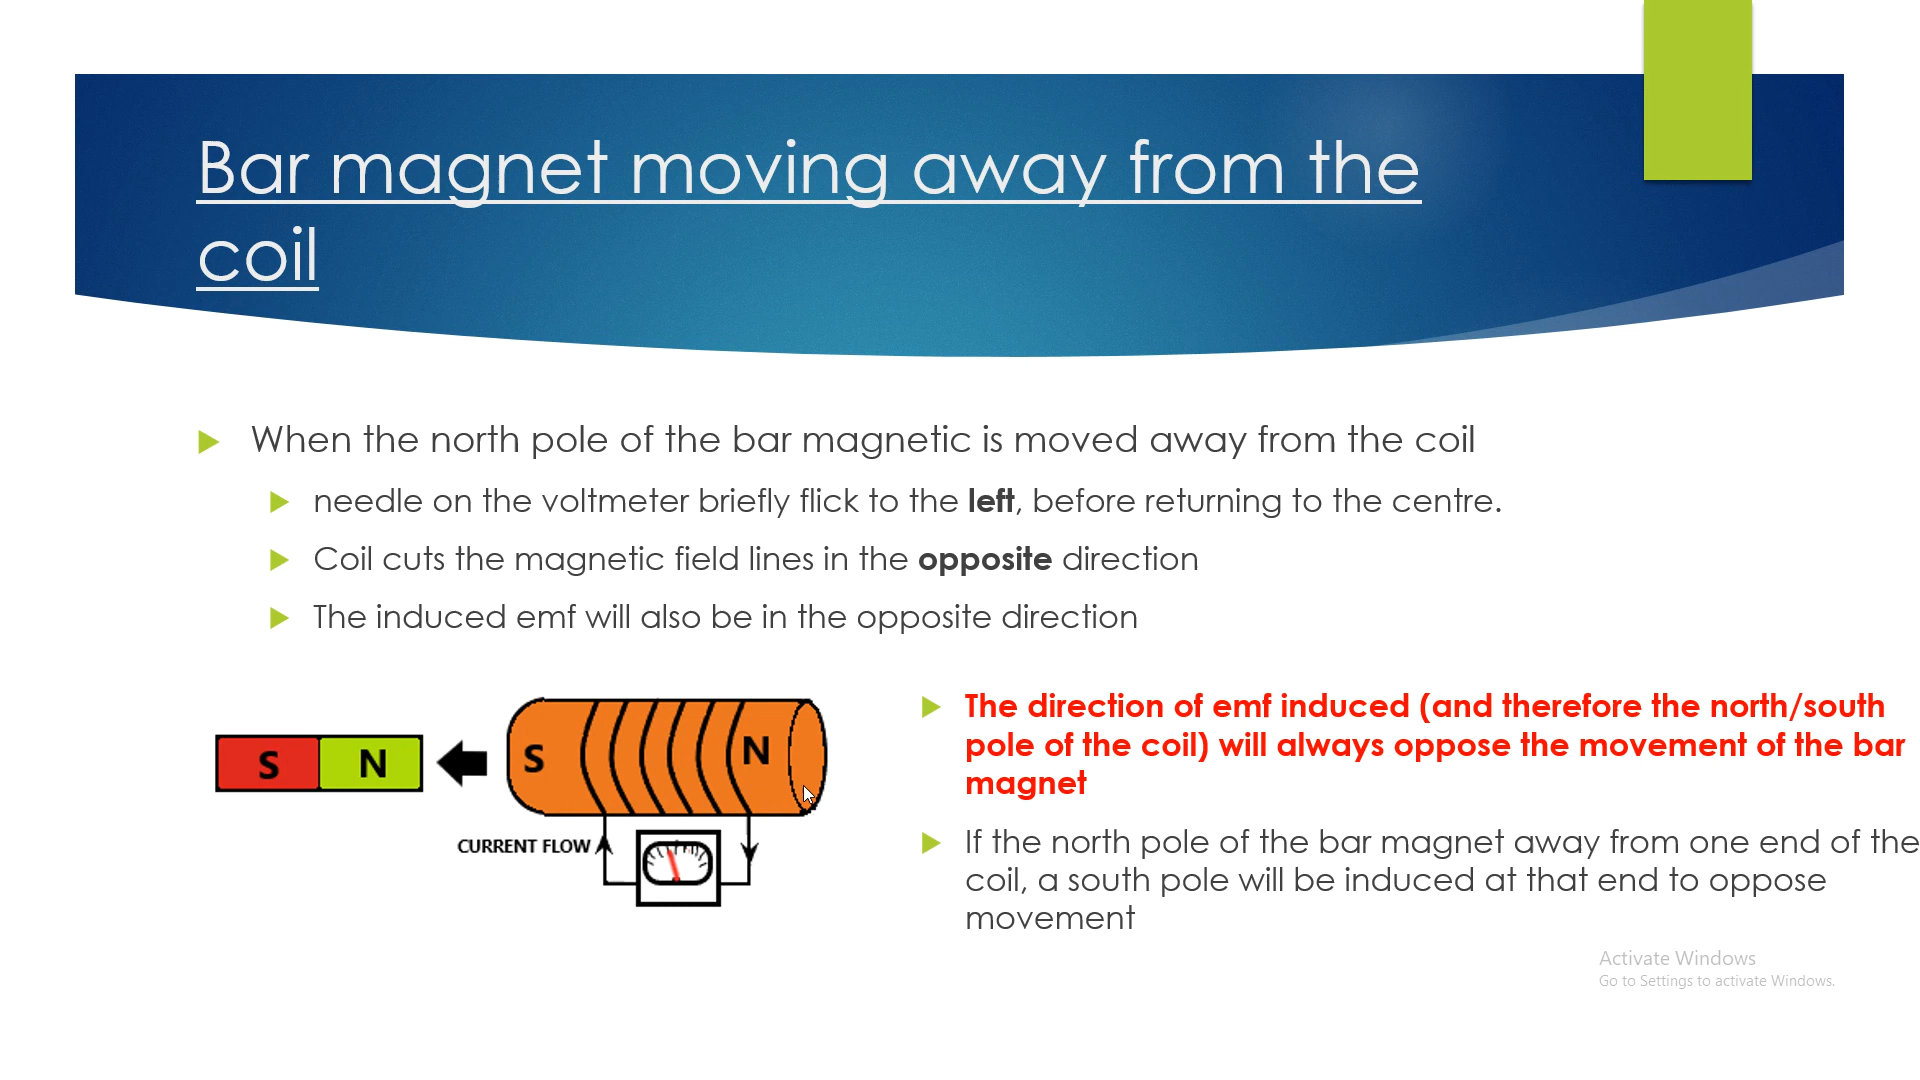 Bar magnet moving away from the
coil
When the north pole of the bar magnetic is moved away from the coil
needle on the voltmeter briefly flick to the left, before returning to the centre.
Coil cuts the magnetic field lines in the opposite direction
The induced emf will also be in the opposite direction
S N
S N
CURRENT FLOW
The direction of emf induced (and therefore the north/south
pole of the coil) will always oppose the movement of the bar
magnet
If the north pole of the bar magnet away from one end of the
coil, a south pole will be induced at that end to oppose
movement
Activate Windows
Go to Settings to activate Windows.